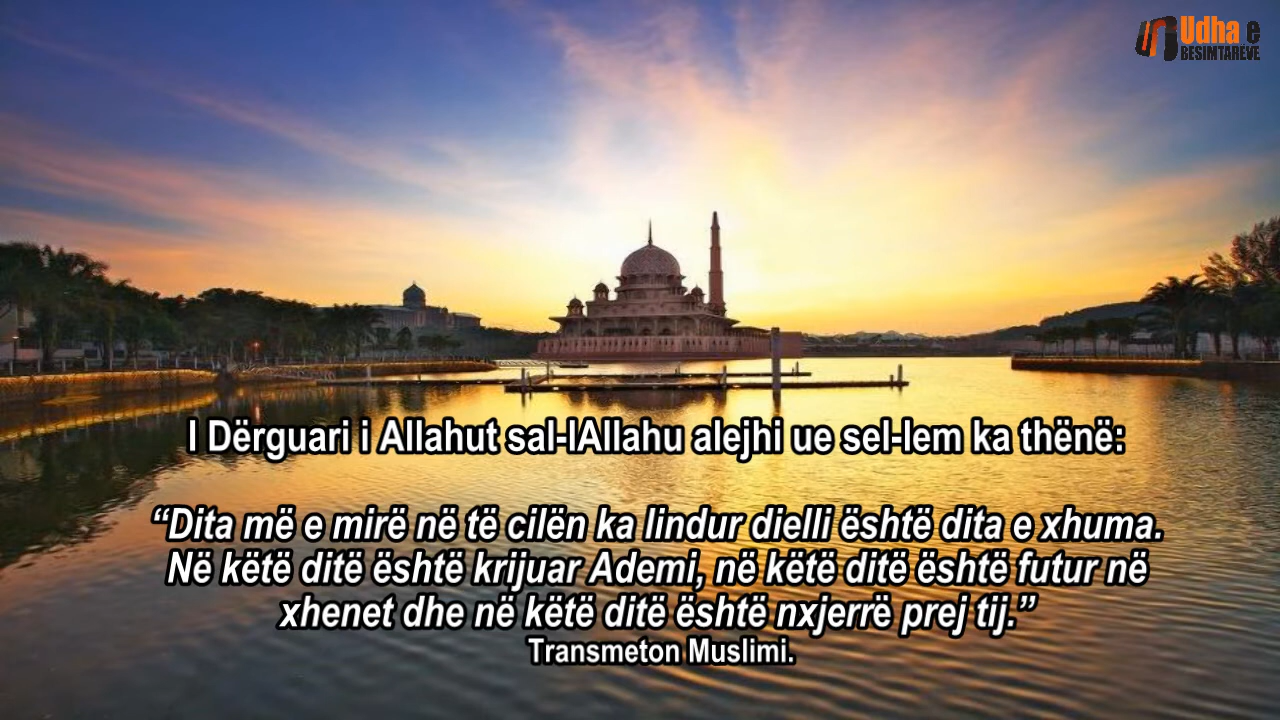 Udha e
BESIMTARËVE
I Dërguari i Allahut sal-lAllahu alejhi ue sel-lem ka thënë:
“Dita më e mirë në të cilën ka lindur dielli është dita e xhuma.
Në këtë ditë është krijuar Ademi, në këtë ditë është futur në
xhenet dhe në këtë ditë është nxjerrë prej tij.”
Transmeton Muslimi.